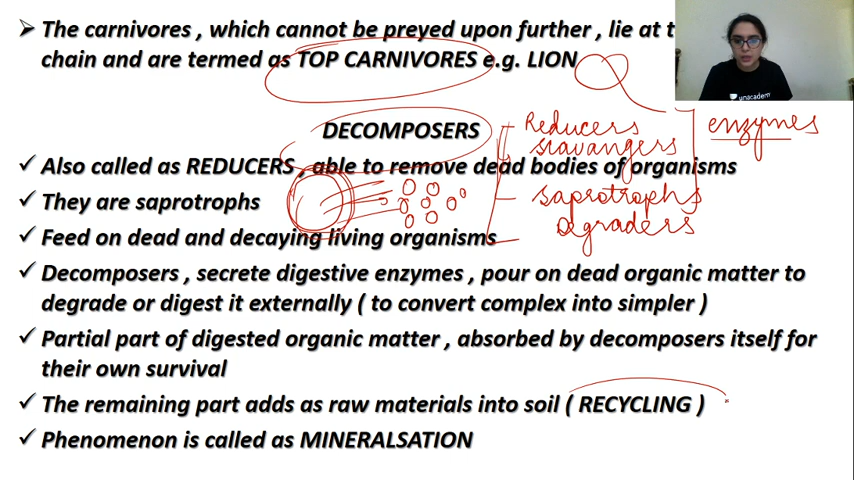 ➤ The carnivores , which cannot be preyed upon further , lie at t
chain and are termed as TOP CARNIVORES e.g. LION
unacadem
DECOMPOSERS
Reducers
enzymes
scavangers
✓ Also called as REDUCERS , able to remove dead bodies of organisms
✓ They are saprotrophs
saprotrophs
degraders
✓ Feed on dead and decaying living organisms
✓ Decomposers , secrete digestive enzymes , pour on dead organic matter to
degrade or digest it externally ( to convert complex into simpler )
✓ Partial part of digested organic matter , absorbed by decomposers itself for
their own survival
✓ The remaining part adds as raw materials into soil ( RECYCLING )
✓ Phenomenon is called as MINERALSATION